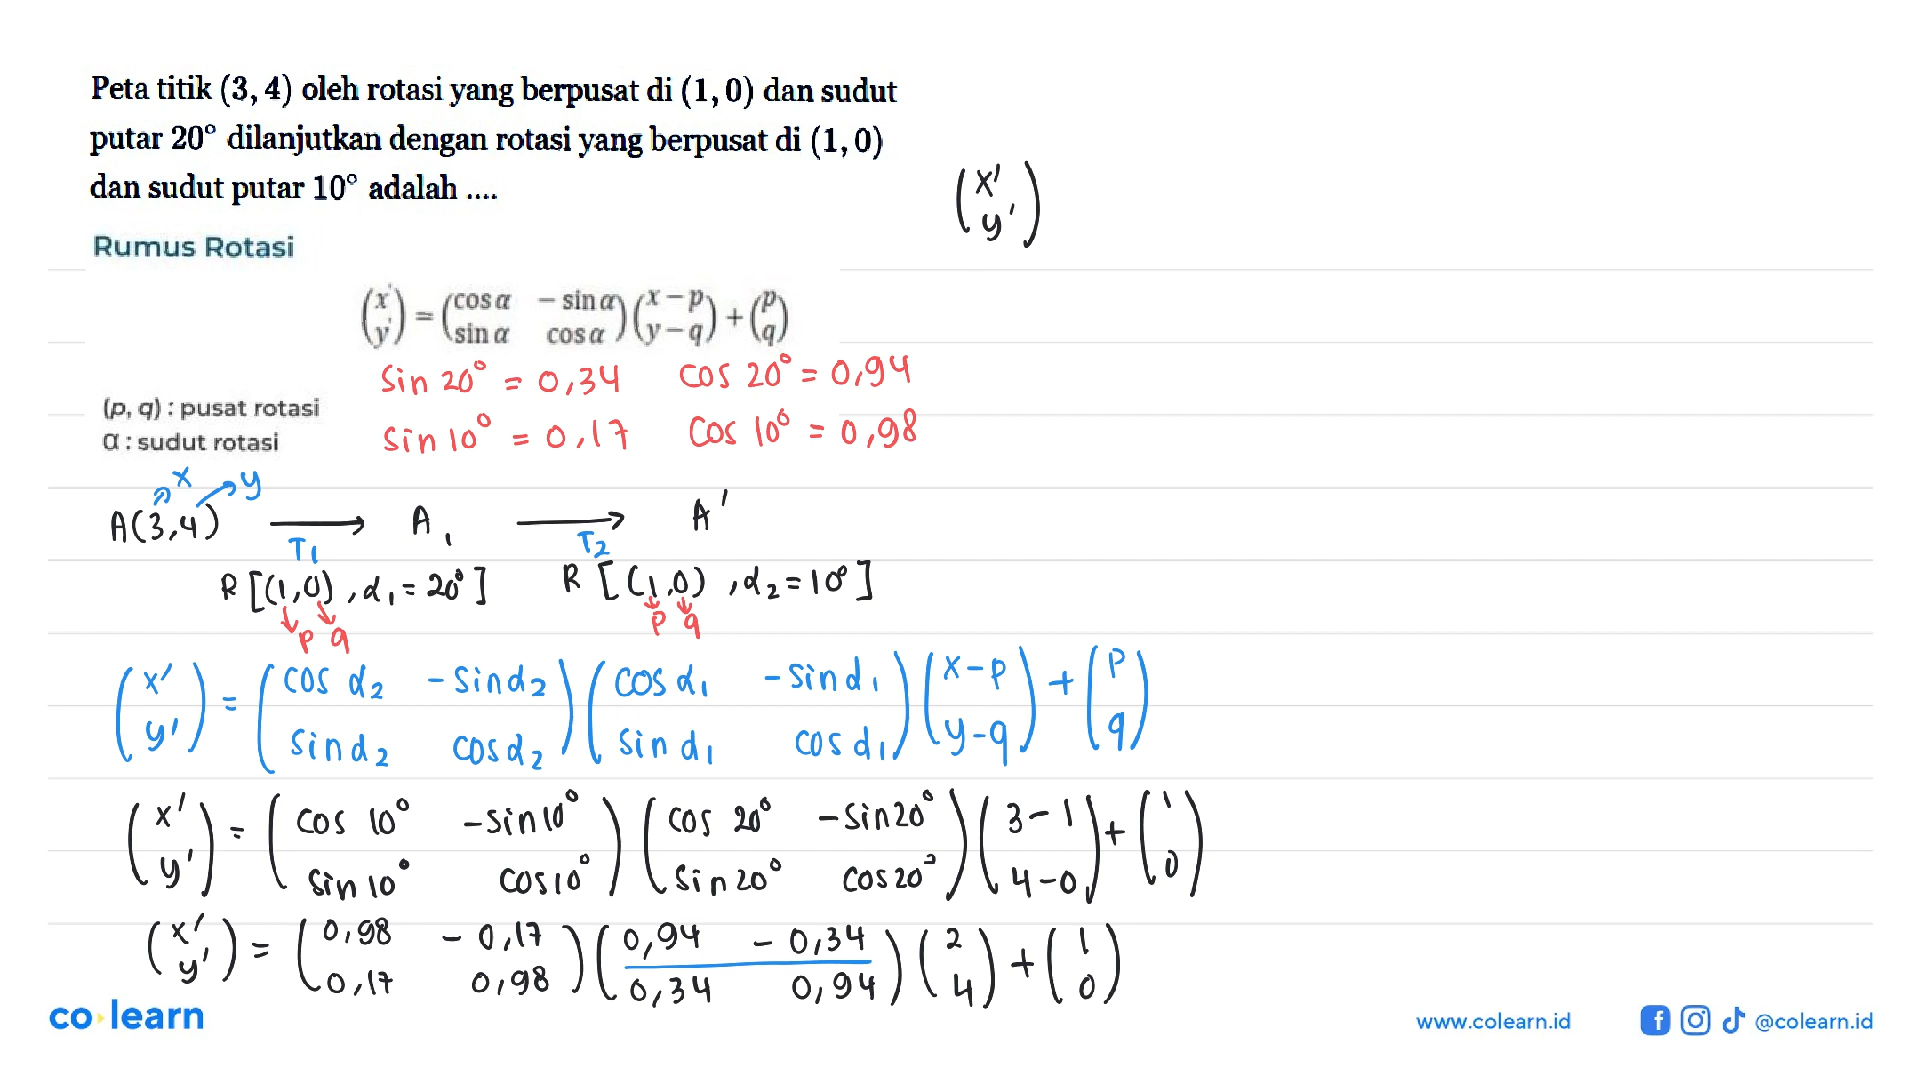 Peta titik (3, 4) oleh rotasi yang berpusat di (1, 0) dan sudut
putar 20° dilanjutkan dengan rotasi yang berpusat di (1, 0)
dan sudut putar 10° adalah ....
(x' y')
Rumus Rotasi
(x' y') = (cos α − sin α sin α cos α)(x − p y − q) + (p q)
sin 20° = 0,34 cos 20° = 0,94
(p, q) : pusat rotasi
sin 10° = 0,17 cos 10° = 0,98
α : sudut rotasi
x y
A(3,4) → A₁ → A'
T₁ T₂
R [(1,0), α₁ = 20°] R [(1,0), α₂ = 10°]
p q p q
(x' y') = (cos α₂ − sin α₂ sin α₂ cos α₂)(cos α₁ − sin α₁ sin α₁ cos α₁)(x − p y − q) + (p q)
(x' y') = (cos 10° − sin 10° sin 10° cos 10°)(cos 20° − sin 20° sin 20° cos 20°)(3 − 1 4 − 0) + (1 0)
(x' y') = (0,98 − 0,17 0,17 0,98)(0,94 − 0,34 0,34 0,94)(2 4) + (1 0)
co learn
www.colearn.id @colearn.id